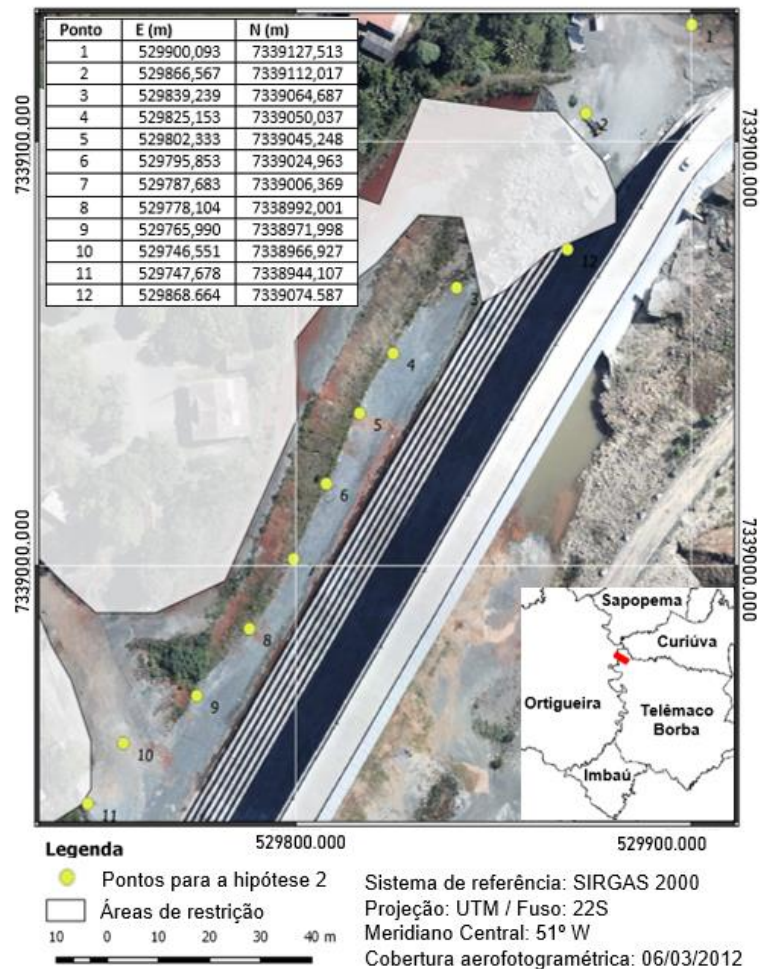 Ponto E (m) N (m)
1 529900,093 7339127,513
2 529866,567 7339112,017
3 529839,239 7339064,687
4 529825,153 7339050,037
5 529802,333 7339045,248
6 529795,853 7339024,963
7 529787,683 7339006,369
8 529778,104 7338992,001
9 529765,990 7338971,998
10 529746,551 7338966,927
11 529747,678 7338944,107
12 529868.664 7339074.587
1
12
7339100.000
7339100.000
12
3
4
5
6
7339000.000
7339000.000
8
9
10
11
Sapopema
Curiúva
Ortigueira
Telêmaco
Borba
Imbaú
529800.000
529900.000
Legenda
Pontos para a hipótese 2
Áreas de restrição
10 0 10 20 30 40 m
Sistema de referência: SIRGAS 2000
Projeção: UTM / Fuso: 22S
Meridiano Central: 51º W
Cobertura aerofotogramétrica: 06/03/2012